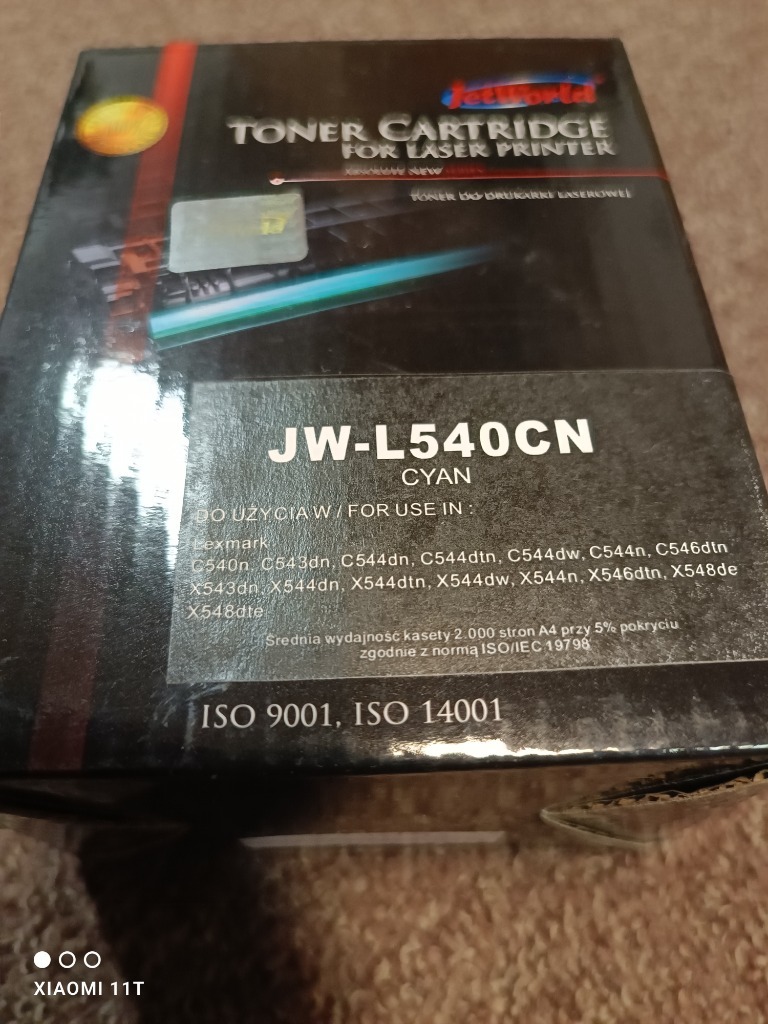 JetWorld
TONER CARTRIDGE
FOR LASER PRINTER
ABSOLUTE NEW
TONER DO DRUKARKI LASEROWEJ
JW-L540CN
CYAN
DO UŻYCIA W / FOR USE IN :
Lexmark
C540n, C543dn, C544dn, C544dtn, C544dw, C544n, C546dtn
X543dn, X544dn, X544dtn, X544dw, X544n, X546dtn, X548de
X548dte
Średnia wydajność kasety 2.000 stron A4 przy 5% pokryciu
zgodnie z normą ISO/IEC 19798
ISO 9001, ISO 14001
XIAOMI 11T